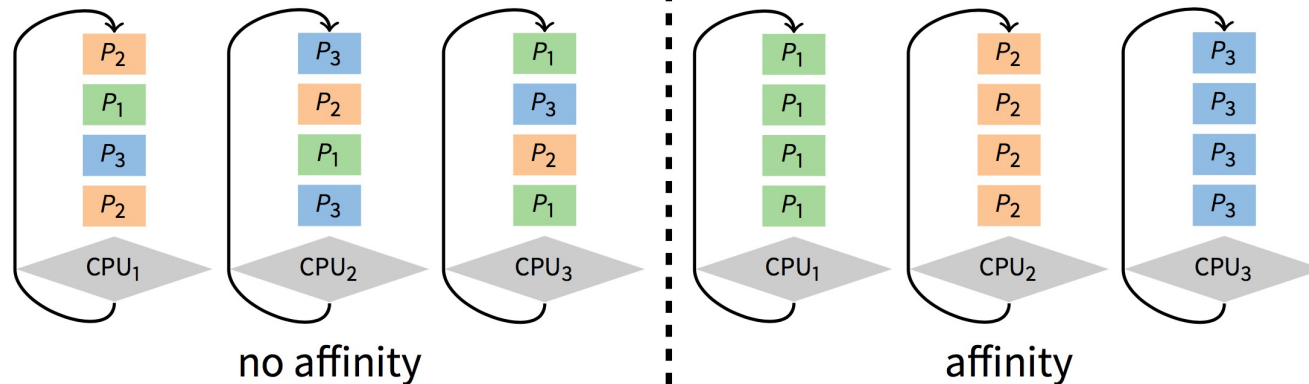 P2 P3 P1 P1 P2 P3
P1 P2 P3 P1 P2 P3
P3 P1 P2 P1 P2 P3
P2 P3 P1 P1 P2 P3
CPU1 CPU2 CPU3 CPU1 CPU2 CPU3
no affinity affinity